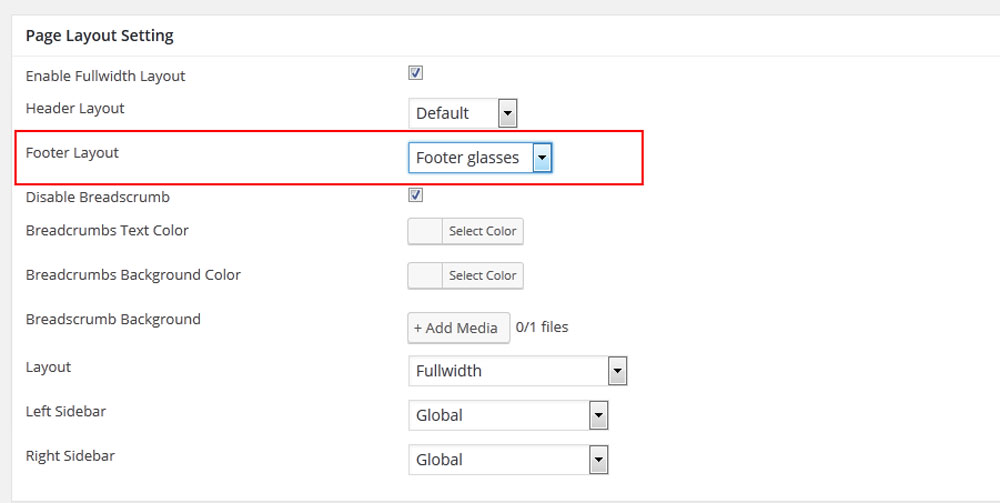 Page Layout Setting
Enable Fullwidth Layout
Header Layout Default
Footer Layout Footer glasses
Disable Breadscrumb
Breadcrumbs Text Color Select Color
Breadcrumbs Background Color Select Color
Breadscrumb Background + Add Media 0/1 files
Layout Fullwidth
Left Sidebar Global
Right Sidebar Global